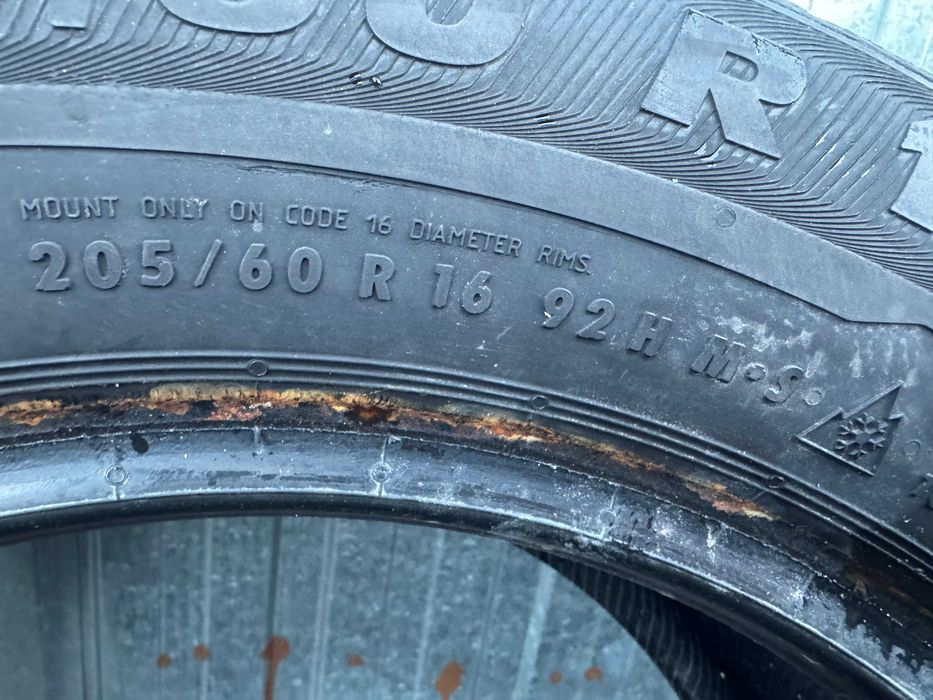 R
MOUNT ONLY ON CODE 16 DIAMETER RIMS.
205/60 R 16 92 H M•S•